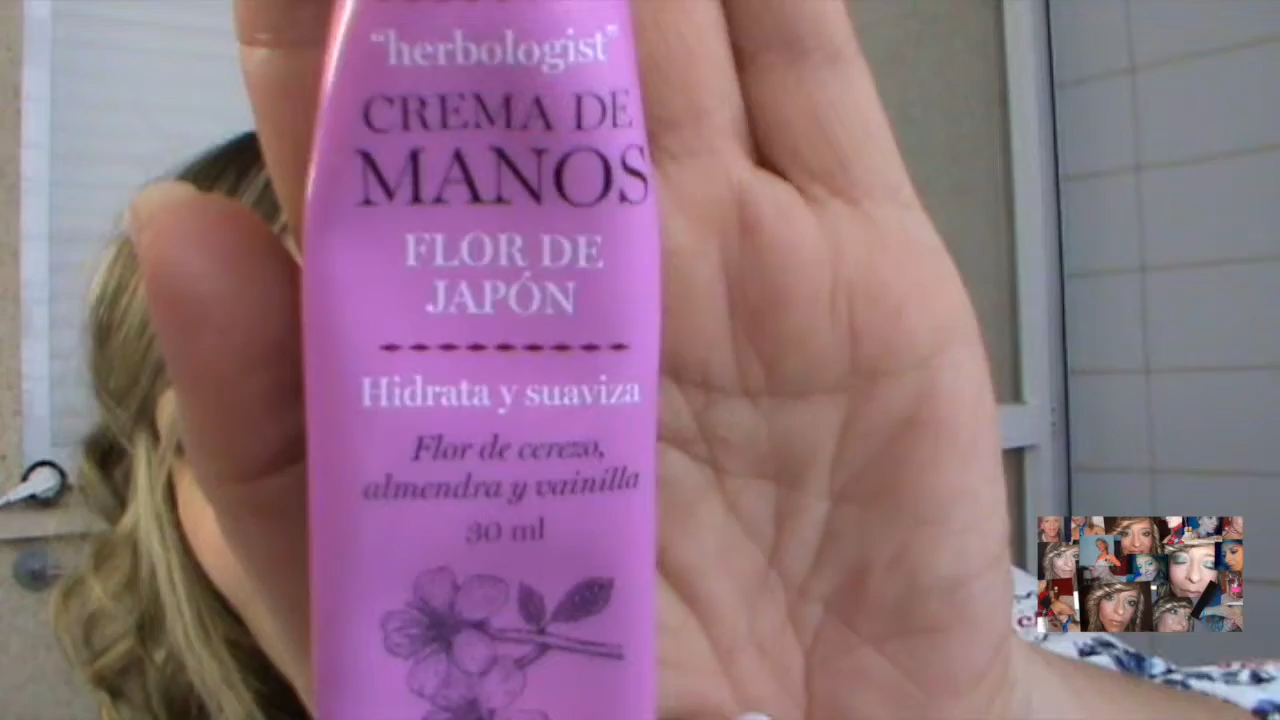 “herbologist”
CREMA DE
MANOS
FLOR DE
JAPÓN
Hidrata y suaviza
Flor de cerezo,
almendra y vainilla
30 ml